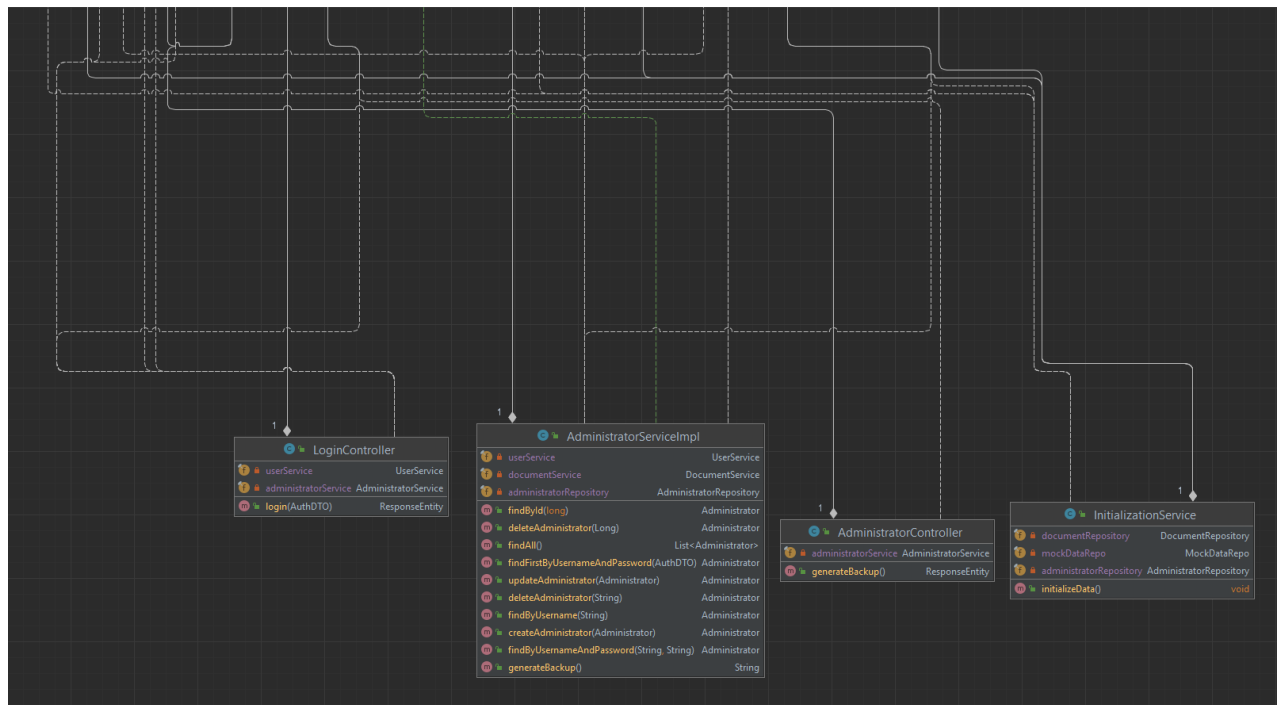 1
LoginController
userService UserService
administratorService AdministratorService
login(AuthDTO) ResponseEntity
1
AdministratorServiceImpl
userService UserService
documentService DocumentService
administratorRepository AdministratorRepository
findById(long) Administrator
deleteAdministrator(Long) Administrator
findAll() List<Administrator>
findFirstByUsernameAndPassword(AuthDTO) Administrator
updateAdministrator(Administrator) Administrator
deleteAdministrator(String) Administrator
findByUsername(String) Administrator
createAdministrator(Administrator) Administrator
findByUsernameAndPassword(String, String) Administrator
generateBackup() String
1
AdministratorController
administratorService AdministratorService
generateBackup() ResponseEntity
1
InitializationService
documentRepository DocumentRepository
mockDataRepo MockDataRepo
administratorRepository AdministratorRepository
initializeData() void